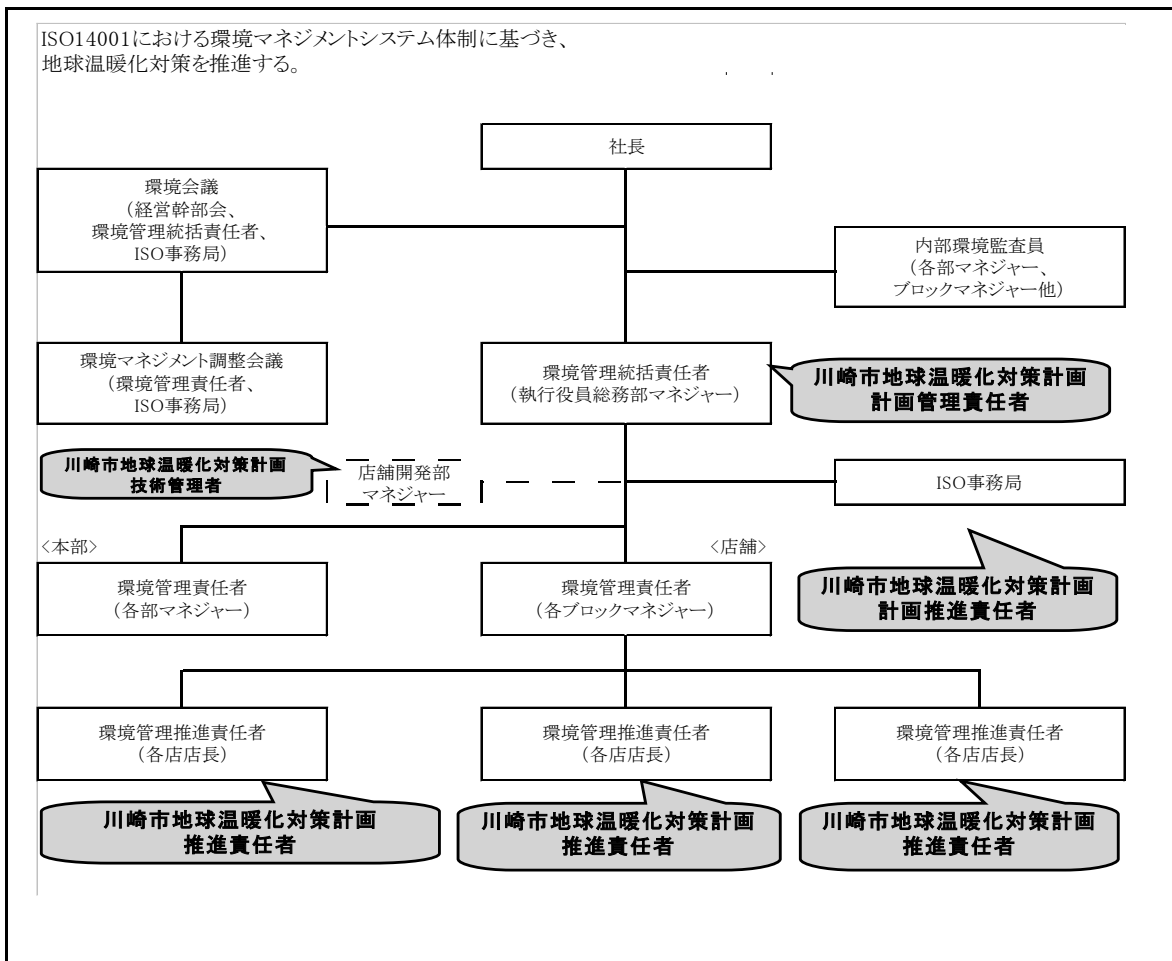 ISO14001における環境マネジメントシステム体制に基づき、
地球温暖化対策を推進する。
社長
環境会議
（経営幹部会、
環境管理統括責任者、
ISO事務局）
内部環境監査員
（各部マネジャー、
ブロックマネジャー他）
環境マネジメント調整会議
（環境管理責任者、
ISO事務局）
環境管理統括責任者
（執行役員総務部マネジャー）
川崎市地球温暖化対策計画
計画管理責任者
川崎市地球温暖化対策計画
技術管理者
店舗開発部
マネジャー
ISO事務局
＜本部＞
＜店舗＞
環境管理責任者
（各部マネジャー）
環境管理責任者
（各ブロックマネジャー）
川崎市地球温暖化対策計画
計画推進責任者
環境管理推進責任者
（各店店長）
環境管理推進責任者
（各店店長）
環境管理推進責任者
（各店店長）
川崎市地球温暖化対策計画
推進責任者
川崎市地球温暖化対策計画
推進責任者
川崎市地球温暖化対策計画
推進責任者